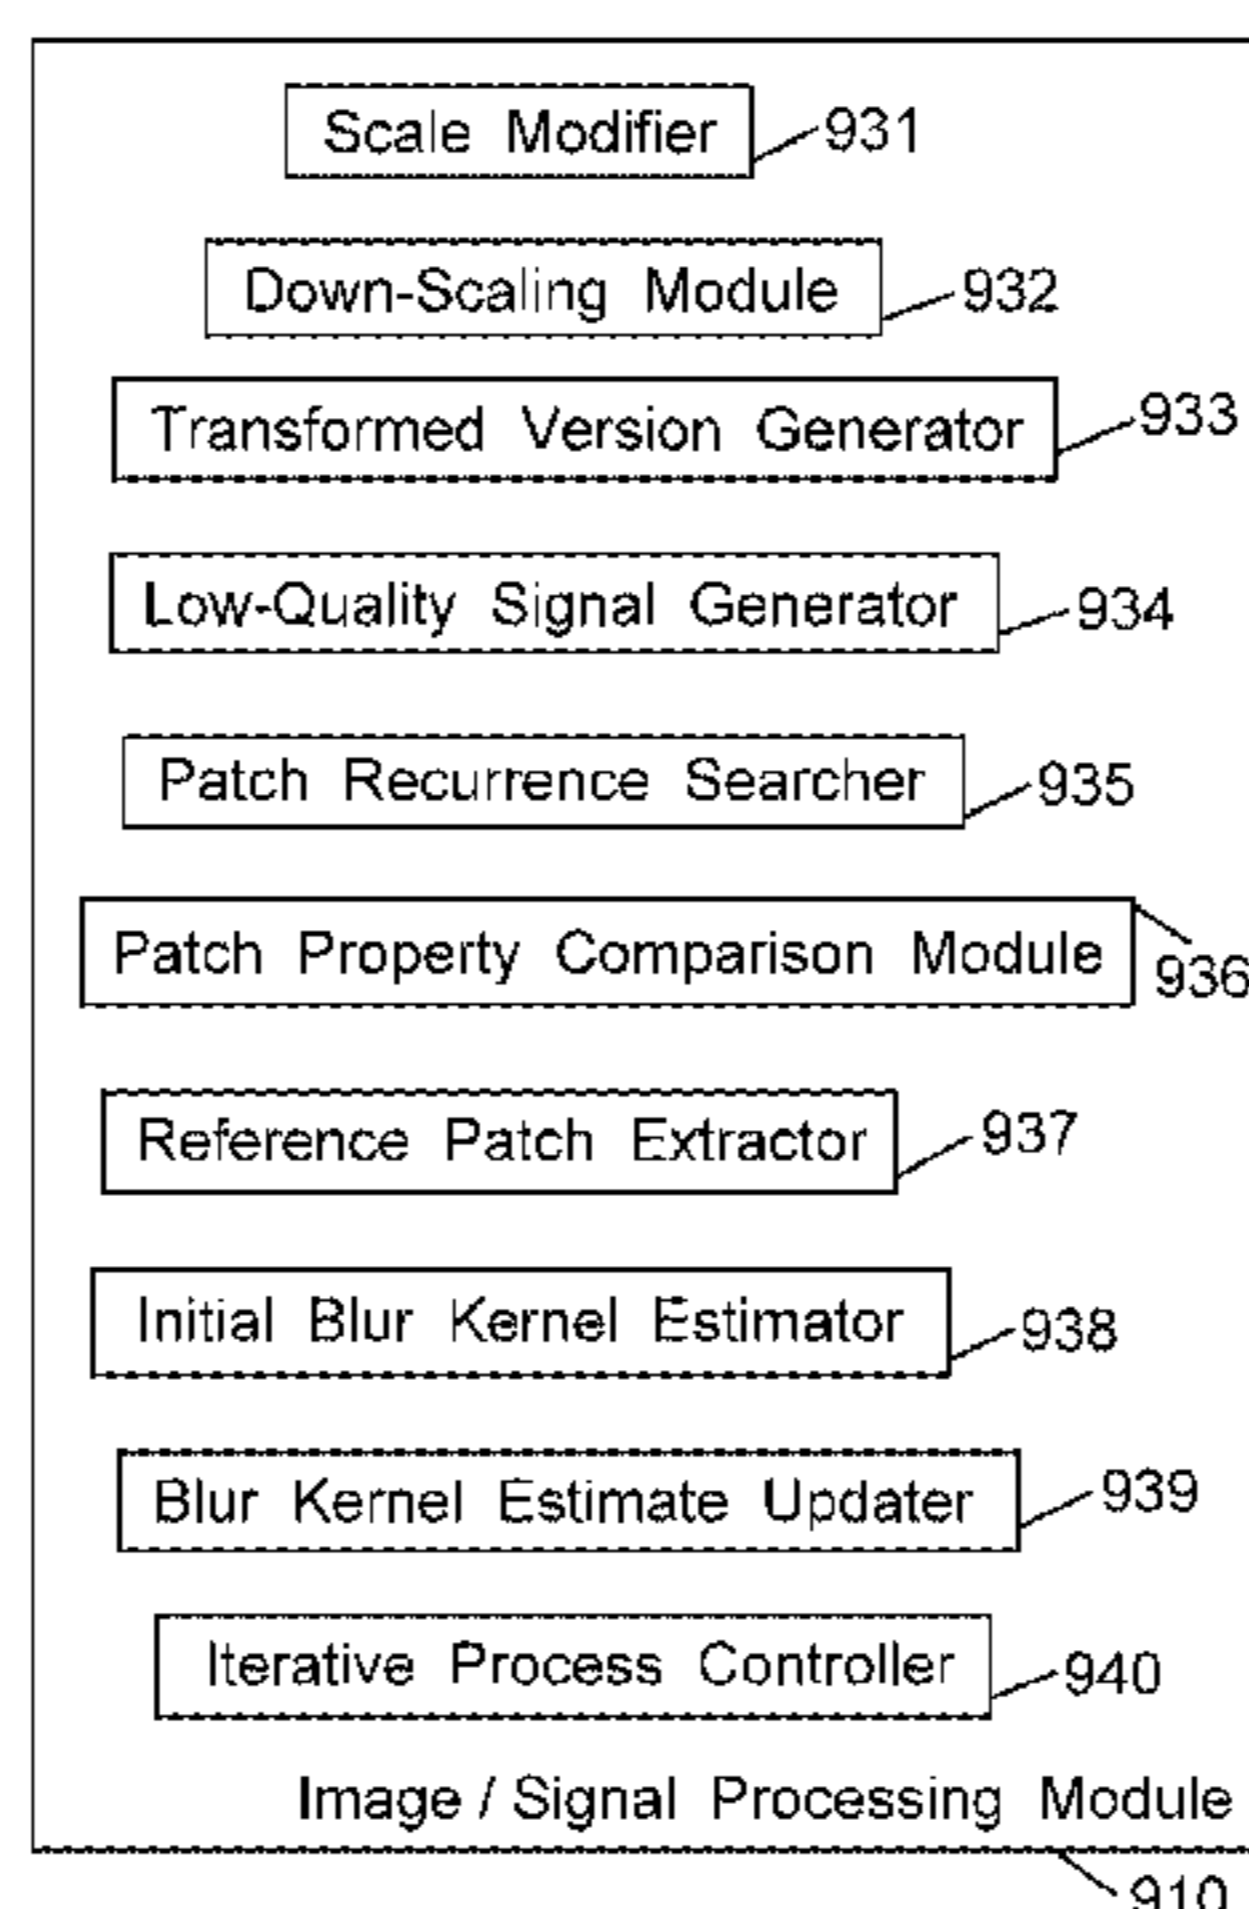 Scale Modifier
931
Down-Scaling Module
932
Transformed Version Generator
933
Low-Quality Signal Generator
934
Patch Recurrence Searcher
935
Patch Property Comparison Module
936
Reference Patch Extractor
937
Initial Blur Kernel Estimator
938
Blur Kernel Estimate Updater
939
Iterative Process Controller
940
Image / Signal Processing Module
910